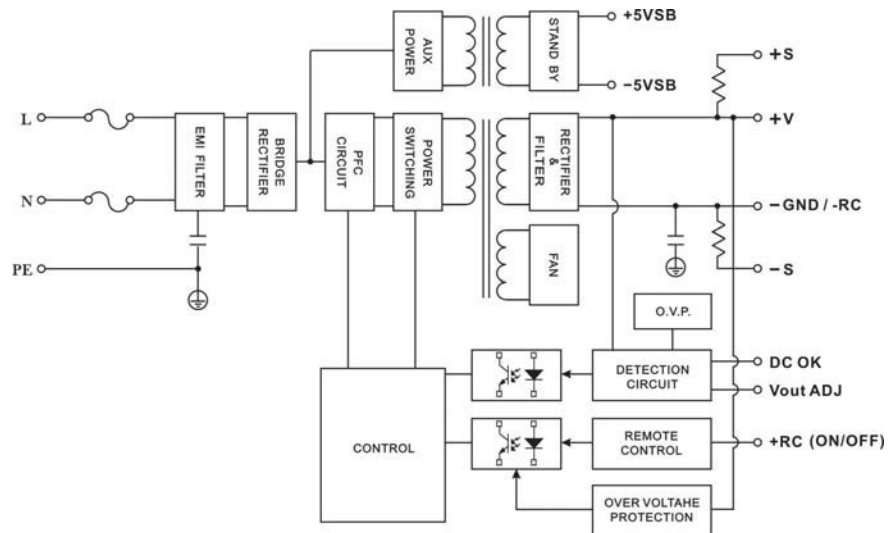 AUX
POWER
STAND BY
+5VSB
−5VSB
+S
L
N
PE
EMI FILTER
BRIDGE
RECTIFIER
PFC
CIRCUIT
POWER
SWITCHING
RECTIFIER
&
FILTER
+V
−GND / -RC
−S
FAN
O.V.P.
DETECTION
CIRCUIT
DC OK
Vout ADJ
CONTROL
REMOTE
CONTROL
+RC (ON/OFF)
OVER VOLTAHE
PROTECTION